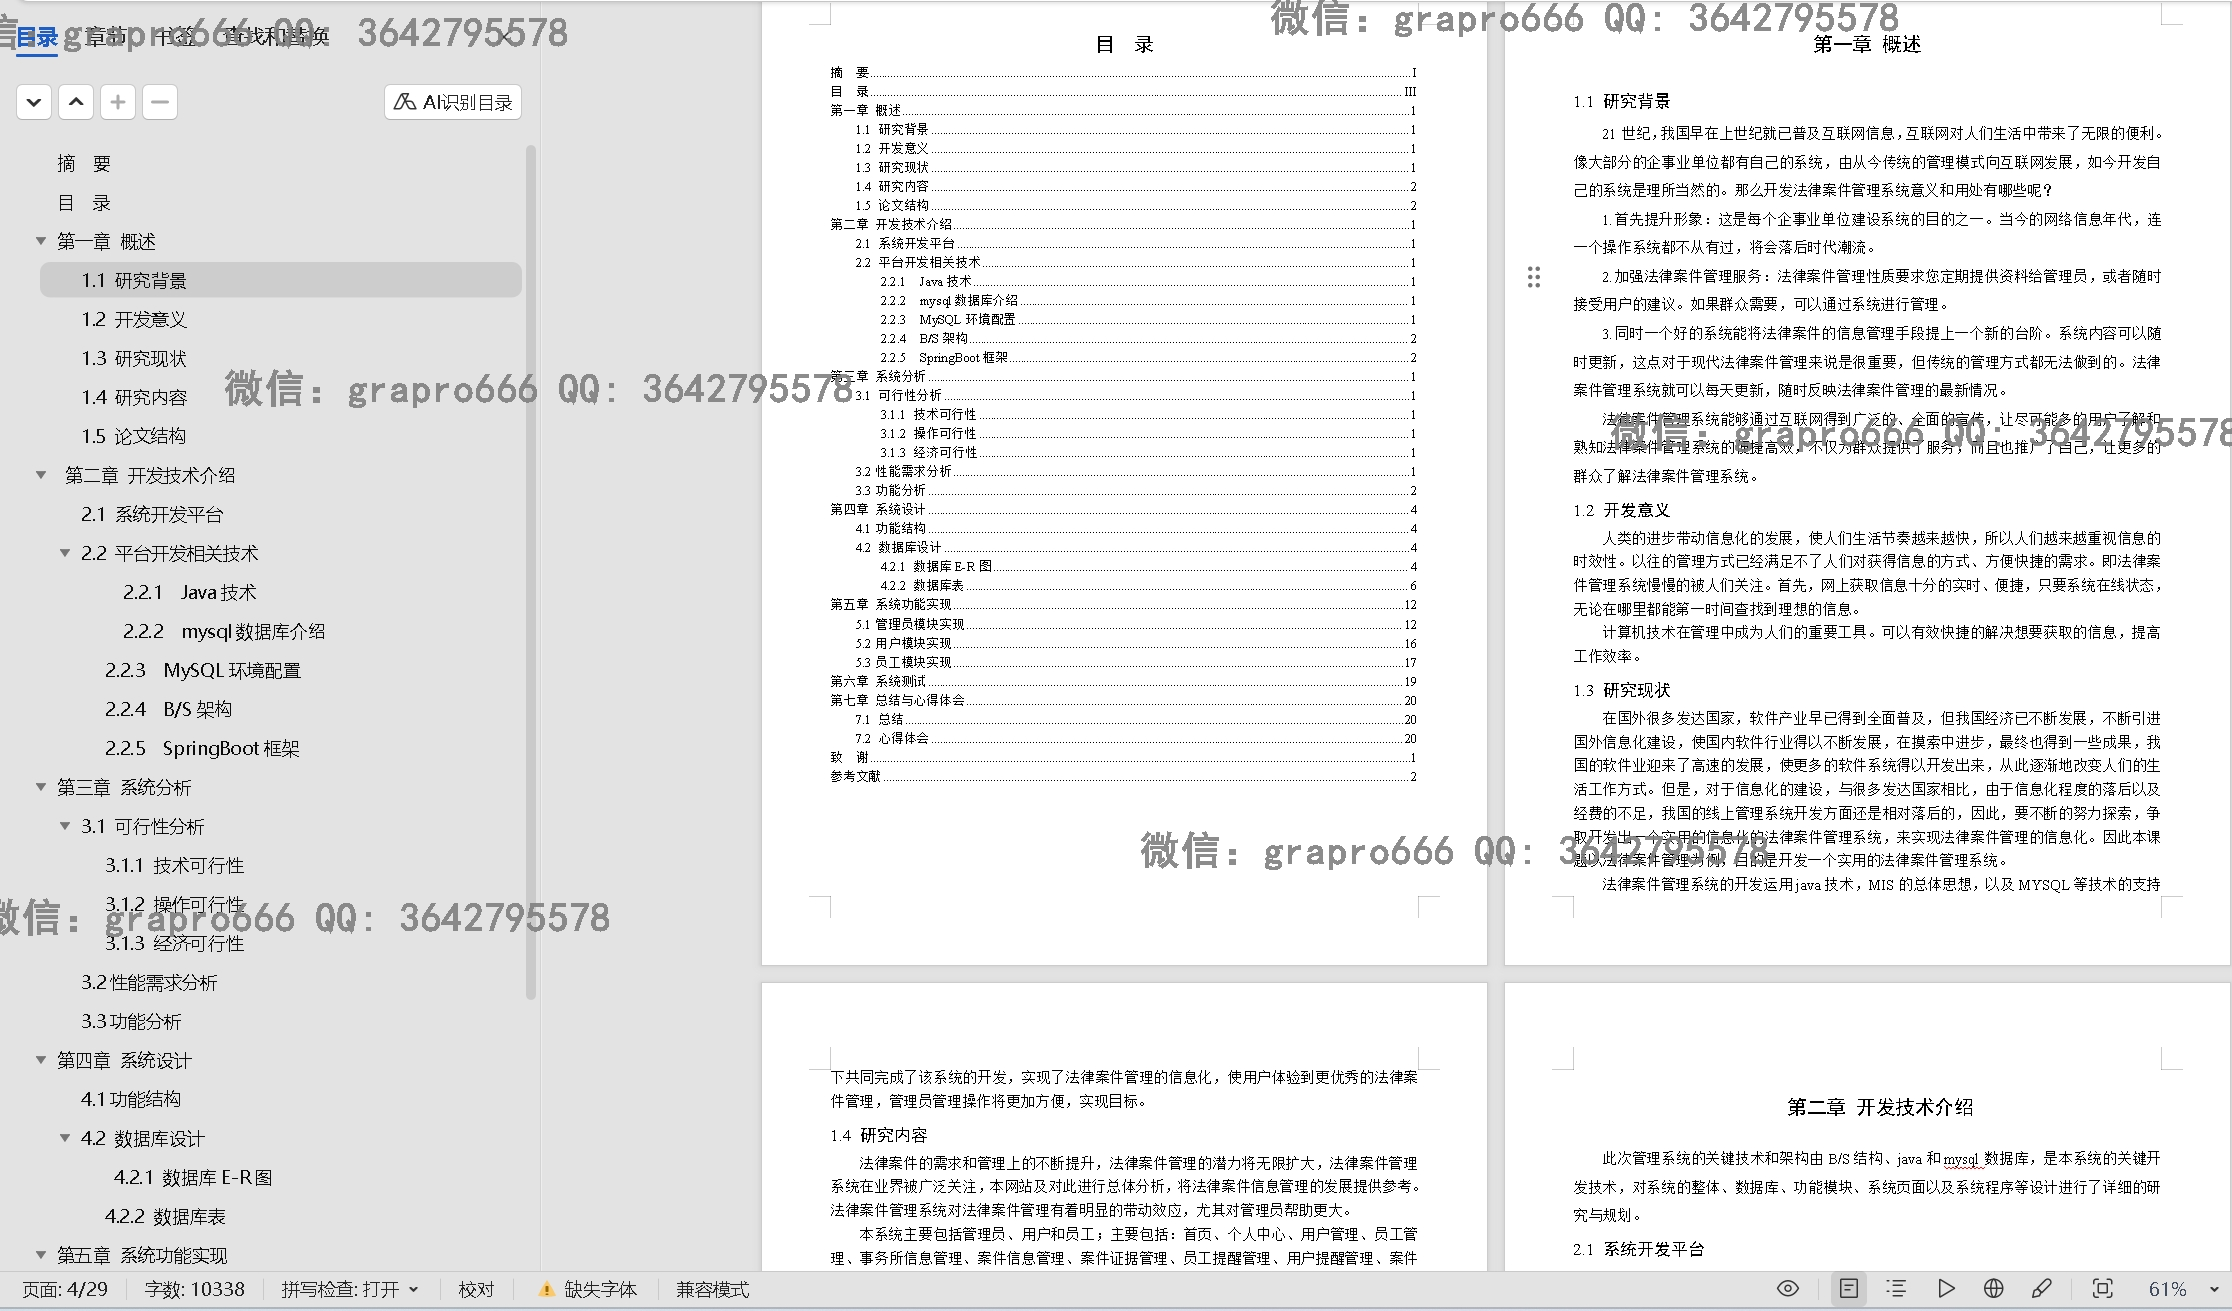 目录 章节 书签 查找和替换
微信：grapro666 QQ：3642795578
AI识别目录
摘 要
目 录
第一章 概述
1.1 研究背景
1.2 开发意义
1.3 研究现状
1.4 研究内容
1.5 论文结构
第二章 开发技术介绍
2.1 系统开发平台
2.2 平台开发相关技术
2.2.1 Java 技术
2.2.2 mysql 数据库介绍
2.2.3 MySQL 环境配置
2.2.4 B/S 架构
2.2.5 SpringBoot 框架
第三章 系统分析
3.1 可行性分析
3.1.1 技术可行性
3.1.2 操作可行性
微信：grapro666 QQ：3642795578
3.1.3 经济可行性
3.2 性能需求分析
3.3 功能分析
第四章 系统设计
4.1 功能结构
4.2 数据库设计
4.2.1 数据库 E-R 图
4.2.2 数据库表
第五章 系统功能实现
微信：grapro666 QQ：3642795578
目 录
摘 要 I
目 录 III
第一章 概述 1
1.1 研究背景 1
1.2 开发意义 1
1.3 研究现状 1
1.4 研究内容 2
1.5 论文结构 2
第二章 开发技术介绍 1
2.1 系统开发平台 1
2.2 平台开发相关技术 1
2.2.1 Java 技术 1
2.2.2 mysql 数据库介绍 1
2.2.3 MySQL 环境配置 1
2.2.4 B/S 架构 2
2.2.5 SpringBoot 框架 2
第三章 系统分析 1
3.1 可行性分析 1
3.1.1 技术可行性 1
3.1.2 操作可行性 1
3.1.3 经济可行性 1
3.2 性能需求分析 1
3.3 功能分析 2
第四章 系统设计 4
4.1 功能结构 4
4.2 数据库设计 4
4.2.1 数据库 E-R 图 4
4.2.2 数据库表 6
第五章 系统功能实现 12
5.1 管理员模块实现 12
5.2 用户模块实现 16
5.3 员工模块实现 17
第六章 系统测试 19
第七章 总结与心得体会 20
7.1 总结 20
7.2 心得体会 20
致 谢 1
参考文献 2
微信：grapro666 QQ：3642795578
微信：grapro666 QQ：3642795578
第一章 概述
1.1 研究背景
21 世纪，我国早在上世纪就已普及互联网信息，互联网对人们生活中带来了无限的便利。
像大部分的企事业单位都有自己的系统，由从今传统的管理模式向互联网发展，如今开发自
己的系统是理所当然的。那么开发法律案件管理系统意义和用处有哪些呢？
1.首先提升形象：这是每个企事业单位建设系统的目的之一。当今的网络信息年代，连
一个操作系统都不从有过，将会落后时代潮流。
2.加强法律案件管理服务：法律案件管理性质要求您定期提供资料给管理员，或者随时
接受用户的建议。如果群众需要，可以通过系统进行管理。
3.同时一个好的系统能将法律案件的信息管理手段提上一个新的台阶。系统内容可以随
时更新，这点对于现代法律案件管理来说是很重要，但传统的管理方式都无法做到的。法律
案件管理系统就可以每天更新，随时反映法律案件管理的最新情况。
法律案件管理系统能够通过互联网得到广泛的、全面的宣传，让尽可能多的用户了解和
微信：grapro666 QQ：3642795578
熟知法律案件管理系统的便捷高效，不仅为群众提供了服务，而且也推广了自己，让更多的
群众了解法律案件管理系统。
1.2 开发意义
人类的进步带动信息化的发展，使人们生活节奏越来越快，所以人们越来越重视信息的
时效性。以往的管理方式已经满足不了人们对获得信息的方式、方便快捷的需求。即法律案
件管理系统慢慢的被人们关注。首先，网上获取信息十分的实时、便捷，只要系统在线状态，
无论在哪里都能第一时间查找到理想的信息。
计算机技术在管理中成为人们的重要工具。可以有效快捷的解决想要获取的信息，提高
工作效率。
1.3 研究现状
在国外很多发达国家，软件产业早已得到全面普及，但我国经济已不断发展，不断引进
国外信息化建设，使国内软件行业得以不断发展，在摸索中进步，最终也得到一些成果，我
国的软件业迎来了高速的发展，使更多的软件系统得以开发出来，从此逐渐地改变人们的生
活工作方式。但是，对于信息化的建设，与很多发达国家相比，由于信息化程度的落后以及
经费的不足，我国的线上管理系统开发方面还是相对落后的，因此，要不断的努力探索，争
取开发出一个实用的信息化的法律案件管理系统，来实现法律案件管理的信息化。因此本课
题以法律案件管理为例，目的是开发一个实用的法律案件管理系统。
法律案件管理系统的开发运用 java 技术，MIS 的总体思想，以及 MYSQL 等技术的支持
下共同完成了该系统的开发，实现了法律案件管理的信息化，使用户体验到更优秀的法律案
件管理，管理员管理操作将更加方便，实现目标。
1.4 研究内容
法律案件的需求和管理上的不断提升，法律案件管理的潜力将无限扩大，法律案件管理
系统在业界被广泛关注，本网站及对此进行总体分析，将法律案件信息管理的发展提供参考。
法律案件管理系统对法律案件管理有着明显的带动效应，尤其对管理员帮助更大。
本系统主要包括管理员、用户和员工；主要包括：首页、个人中心、用户管理、员工管
理、事务所信息管理、案件信息管理、案件证据管理、员工提醒管理、用户提醒管理、案件
第二章 开发技术介绍
此次管理系统的关键技术和架构由 B/S 结构、java 和 mysql 数据库，是本系统的关键开
发技术，对系统的整体、数据库、功能模块、系统页面以及系统程序等设计进行了详细的研
究与规划。
2.1 系统开发平台
页面: 4/29 字数: 10338 拼写检查: 打开 校对 缺失字体 兼容模式 61%